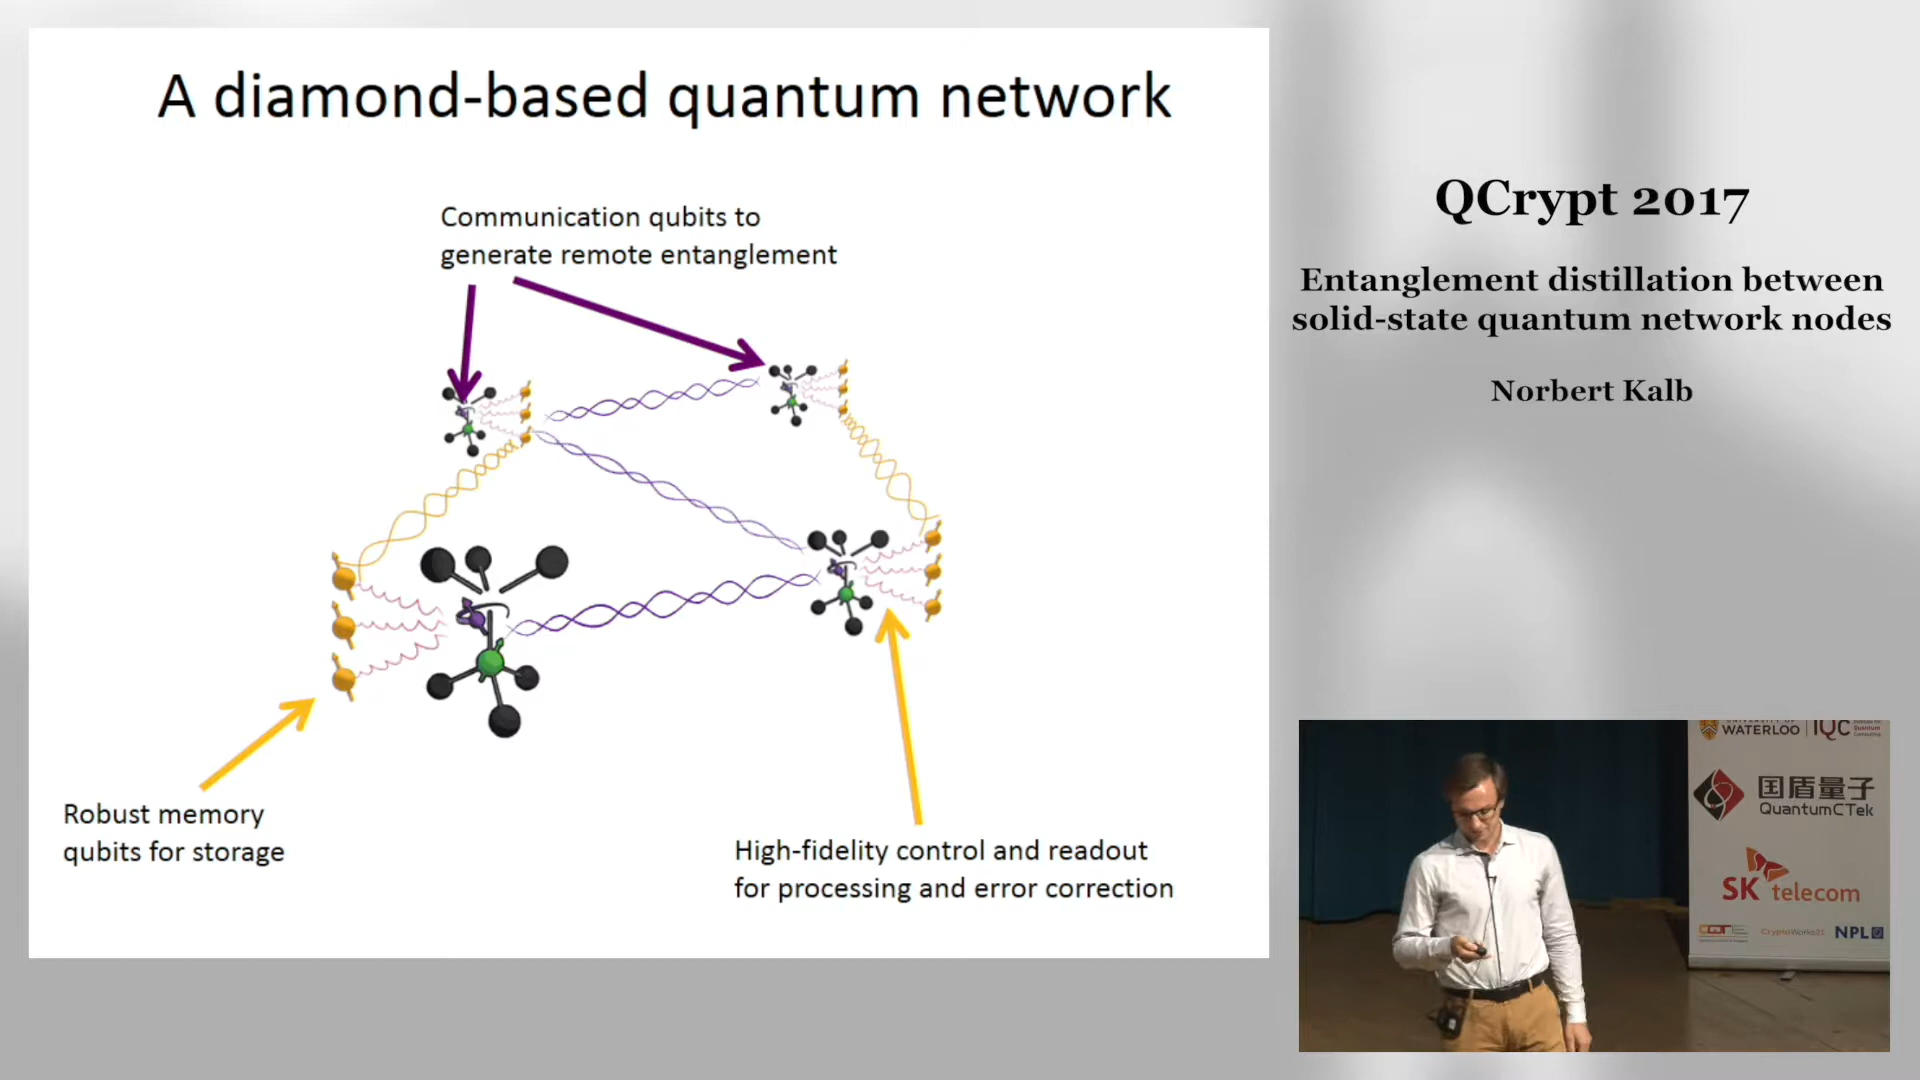 A diamond-based quantum network
Communication qubits to
generate remote entanglement
Robust memory
qubits for storage
High-fidelity control and readout
for processing and error correction
QCrypt 2017
Entanglement distillation between
solid-state quantum network nodes
Norbert Kalb
WATERLOO
IQC
国盾量子
QuantumCTek
SK telecom
CryptoWorks21
NPL